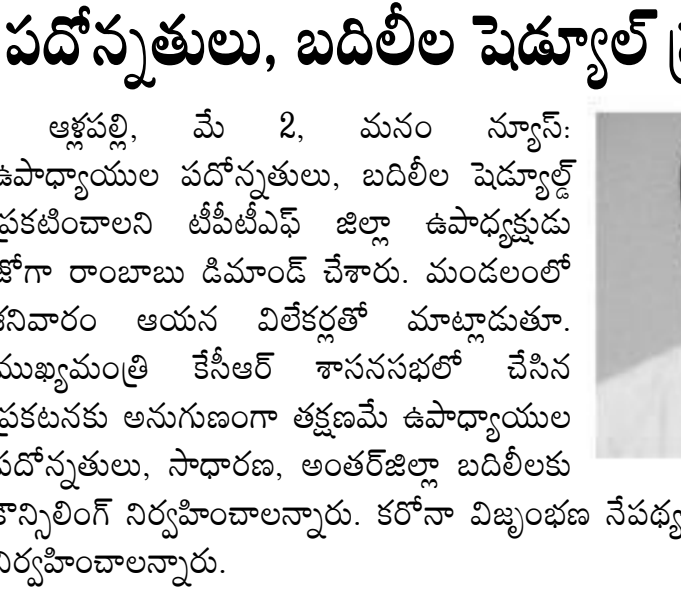 పదోన్నతులు, బదిలీల షెడ్యూల్
ఆళ్లపల్లి, మే 2, మనం న్యూస్:
ఉపాధ్యాయుల పదోన్నతులు, బదిలీల షెడ్యూల్డ్
ప్రకటించాలని టీపీటీఎఫ్ జిల్లా ఉపాధ్యక్షుడు
జోగా రాంబాబు డిమాండ్ చేశారు. మండలంలో
శనివారం ఆయన విలేకర్లతో మాట్లాడుతూ.
ముఖ్యమంత్రి కేసీఆర్ శాసనసభలో చేసిన
ప్రకటనకు అనుగుణంగా తక్షణమే ఉపాధ్యాయుల
పదోన్నతులు, సాధారణ, అంతర్‌జిల్లా బదిలీలకు
కౌన్సిలింగ్ నిర్వహించాలన్నారు. కరోనా విజృంభణ నేపథ్య
నిర్వహించాలన్నారు.